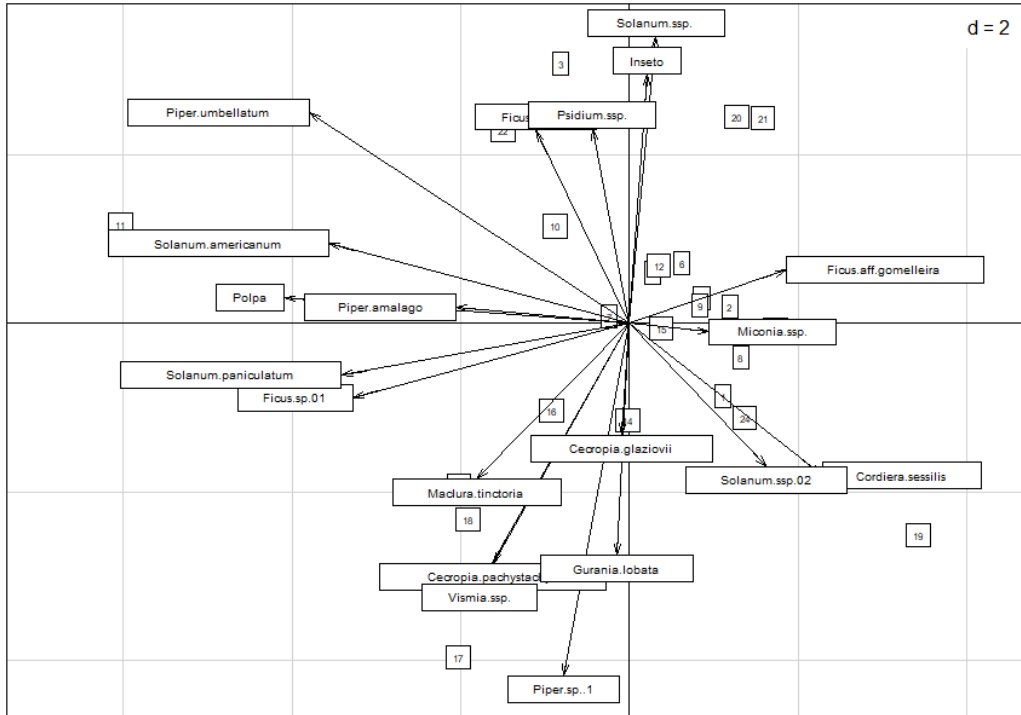 Solanum.ssp.
d = 2
Inseto
3
Piper.umbellatum
Ficus
Psidium.ssp.
20
21
22
11
10
Solanum.americanum
12
6
Ficus.aff.gomelleira
Polpa
Piper.amalago
9
2
15
Miconia.ssp.
8
Solanum.paniculatum
Ficus.sp.01
1
16
24
Cecropia.glaziovii
Solanum.ssp.02
Cordiera.sessilis
Maclura.tinctoria
18
19
Gurania.lobata
Cecropia.pachystac
Vismia.ssp.
17
Piper.sp..1